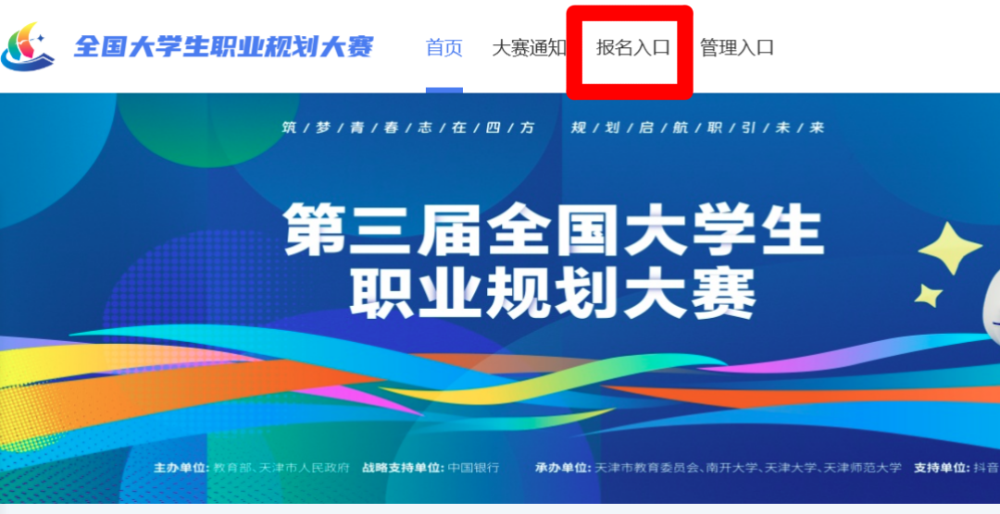 全国大学生职业规划大赛 首页 大赛通知 报名入口 管理入口
筑/梦/青/春/志/在/四/方 规/划/启/航/职/引/未/来
第三届全国大学生
职业规划大赛
主办单位:教育部、天津市人民政府 战略支持单位:中国银行 承办单位:天津市教育委员会、南开大学、天津大学、天津师范大学 支持单位:抖音